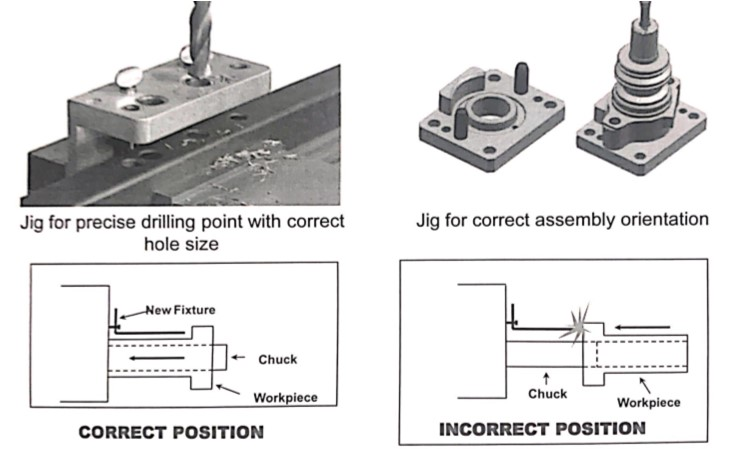 Jig for precise drilling point with correct
hole size
Jig for correct assembly orientation
New Fixture
Chuck
Workpiece
CORRECT POSITION
Chuck
Workpiece
INCORRECT POSITION